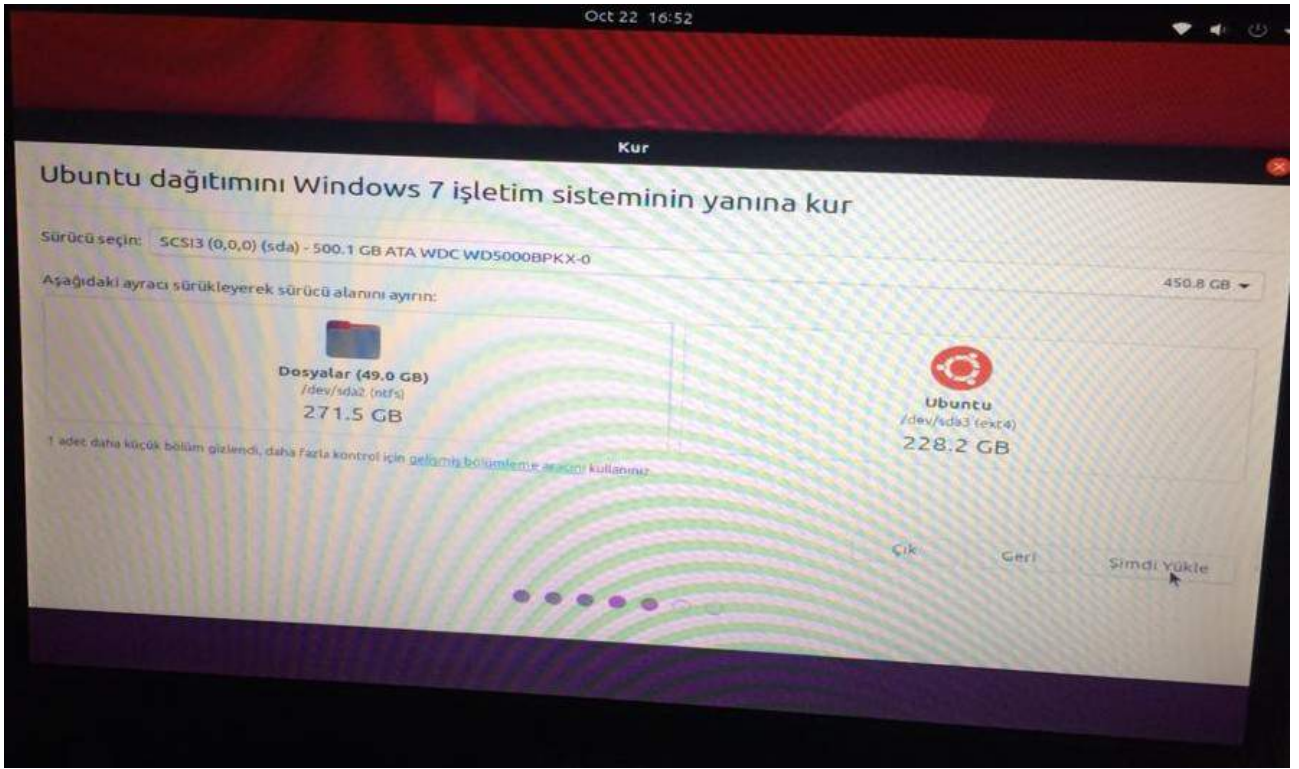 Oct 22 16:52
Kur
Ubuntu dağıtımını Windows 7 işletim sisteminin yanına kur
Sürücü seçin: SCSI3 (0,0,0) (sda) - 500.1 GB ATA WDC WD5000BPKX-0 450.8 GB
Aşağıdaki ayracı sürükleyerek sürücü alanını ayırın:
Dosyalar (49.0 GB)
/dev/sda2 (ntfs)
271.5 GB
Ubuntu
/dev/sda3 (ext4)
228.2 GB
1 adet daha küçük bölüm gizlendi, daha fazla kontrol için gelişmiş bölümleme aracını kullanınız
Çık
Geri
Şimdi Yükle